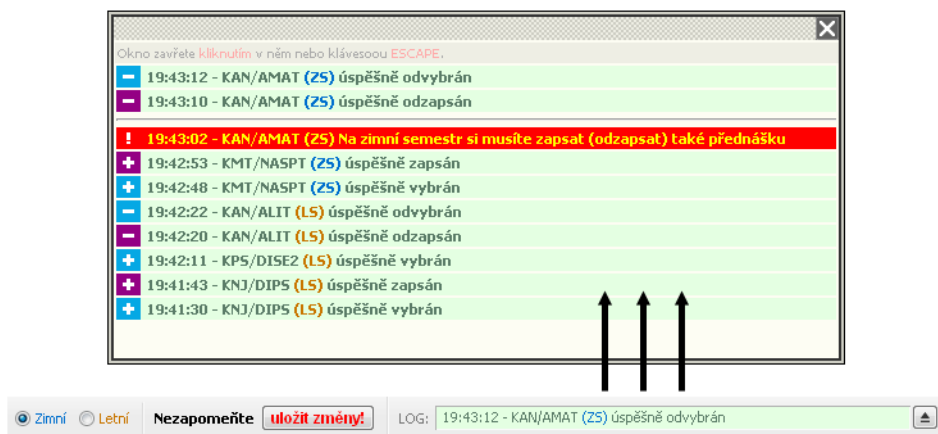 Okno zavřete kliknutím v něm nebo klávesoou ESCAPE.
19:43:12 - KAN/AMAT (ZS) úspěšně odvybrán
19:43:10 - KAN/AMAT (ZS) úspěšně odzapsán
! 19:43:02 - KAN/AMAT (ZS) Na zimní semestr si musíte zapsat (odzapsat) také přednášku
19:42:53 - KMT/NASPT (ZS) úspěšně zapsán
19:42:48 - KMT/NASPT (ZS) úspěšně vybrán
19:42:22 - KAN/ALIT (LS) úspěšně odvybrán
19:42:20 - KAN/ALIT (LS) úspěšně odzapsán
19:42:11 - KPS/DISE2 (LS) úspěšně vybrán
19:41:43 - KNJ/DIPS (LS) úspěšně zapsán
19:41:30 - KNJ/DIPS (LS) úspěšně vybrán
Zimní Letní Nezapomeňte uložit změny! LOG: 19:43:12 - KAN/AMAT (ZS) úspěšně odvybrán